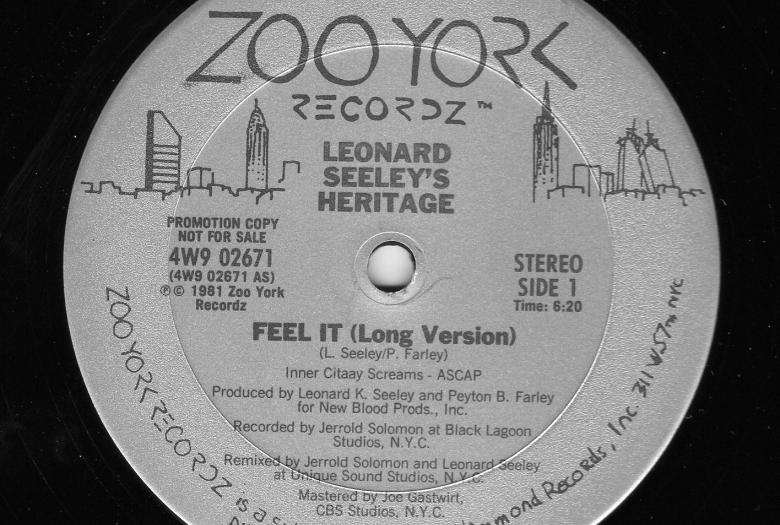 ZOO YORK
RECORDZ™
LEONARD
SEELEY'S
HERITAGE
PROMOTION COPY
NOT FOR SALE
4W9 02671
(4W9 02671 AS)
℗© 1981 Zoo York
Recordz
STEREO
SIDE 1
Time: 6:20
FEEL IT (Long Version)
(L. Seeley/P. Farley)
Inner Citaay Screams - ASCAP
Produced by Leonard K. Seeley and Peyton B. Farley
for New Blood Prods., Inc.
Recorded by Jerrold Solomon at Black Lagoon
Studios, N.Y.C.
Remixed by Jerrold Solomon and Leonard Seeley
at Unique Sound Studios, N.Y.C.
Mastered by Joe Gastwirt,
CBS Studios, N.Y.C.
ZOO YORK RECORDZ is a
Records, Inc. 311 W. 57TH NYC